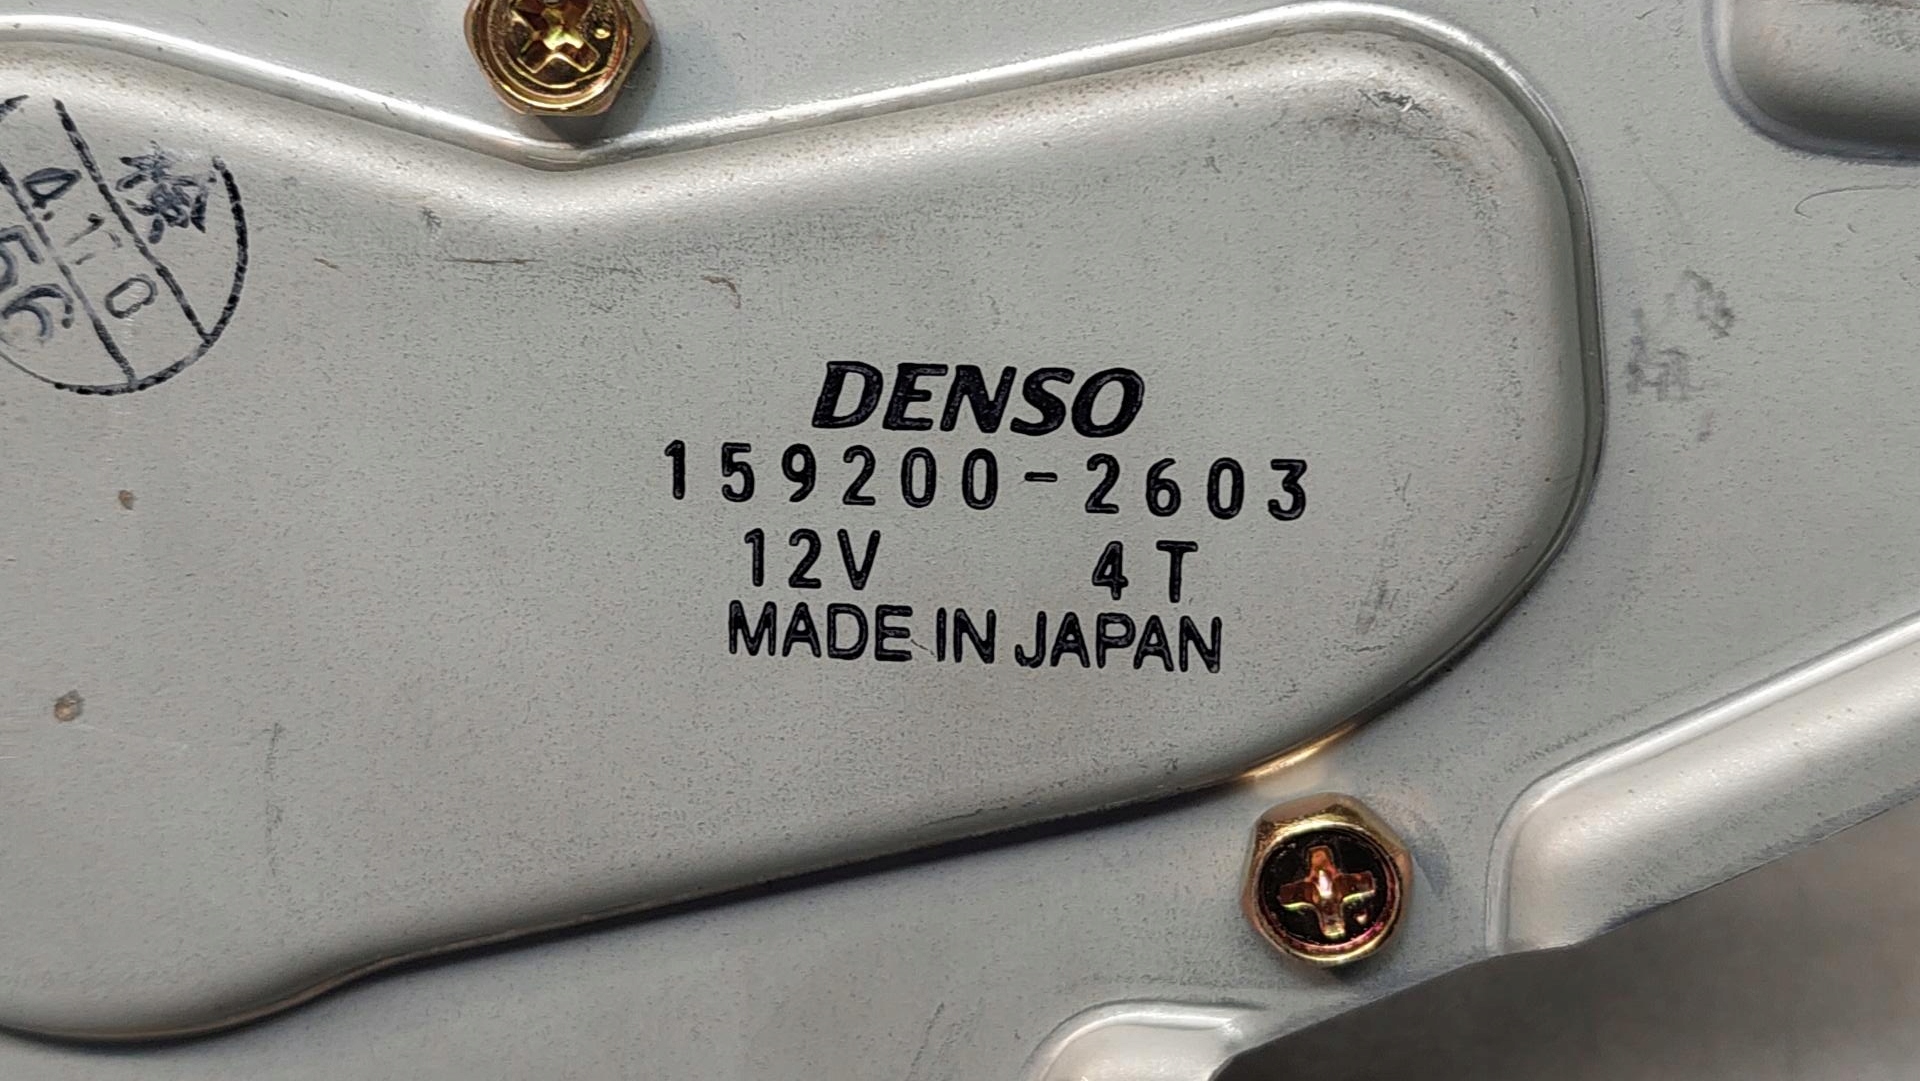 DENSO
159200-2603
12V 4T
MADE IN JAPAN